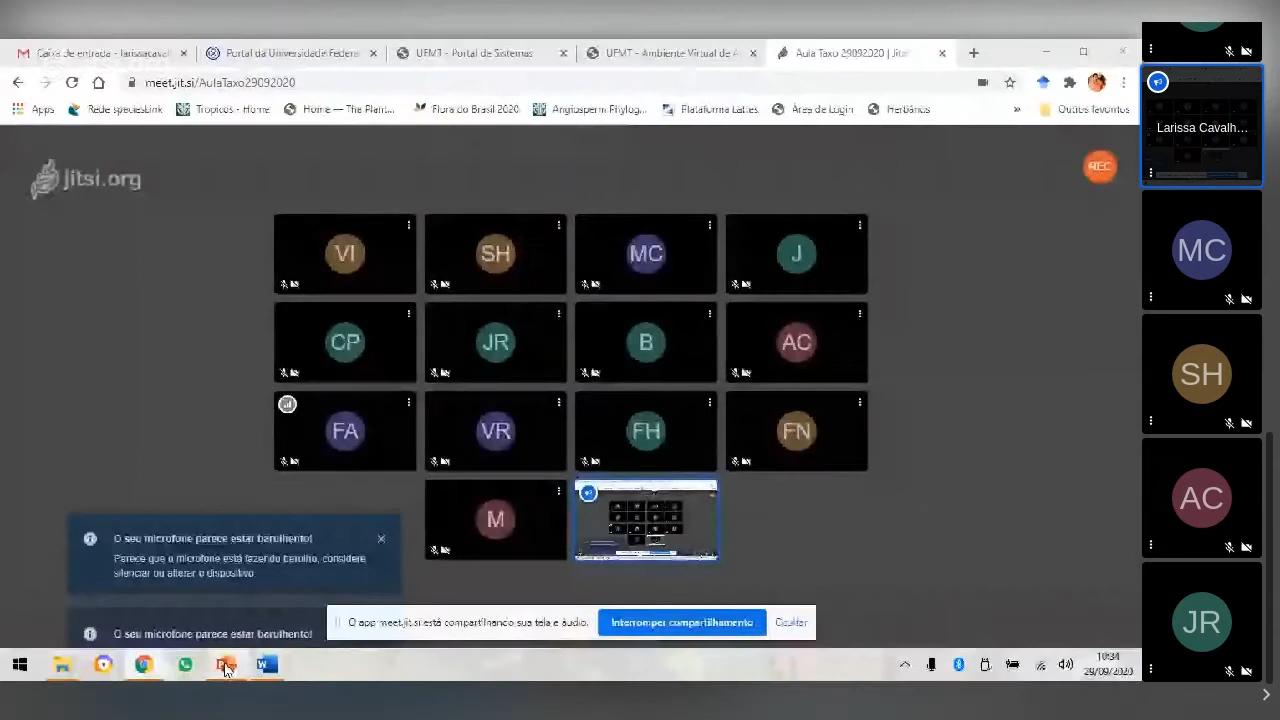 Caixa de entrada - larissacaval
Portal da Universidade Federa
UFMT - Portal de Sistemas
UFMT - Ambiente Virtual de A
Aula Taxo 29092020 | Jitsi
meet.jit.si/AulaTaxo29092020
Apps
Rede speciesLink
Tropicos - Home
Home — The Plant...
Flora do Brasil 2020
Angiosperm Phylog...
Plataforma Lattes
Área de Login
Herbários
»
Outros favoritos
jitsi.org
REC
VI
SH
MC
J
CP
JR
B
AC
FA
VR
FH
FN
M
O seu microfone parece estar barulhento!
Parece que o microfone está fazendo barulho, considere
silenciar ou alterar o dispositivo
O seu microfone parece estar barulhento!
O app meet.jit.si está compartilhando sua tela e áudio.
Interromper compartilhamento
Ocultar
10:34
29/09/2020
Larissa Cavalh...
MC
SH
AC
JR